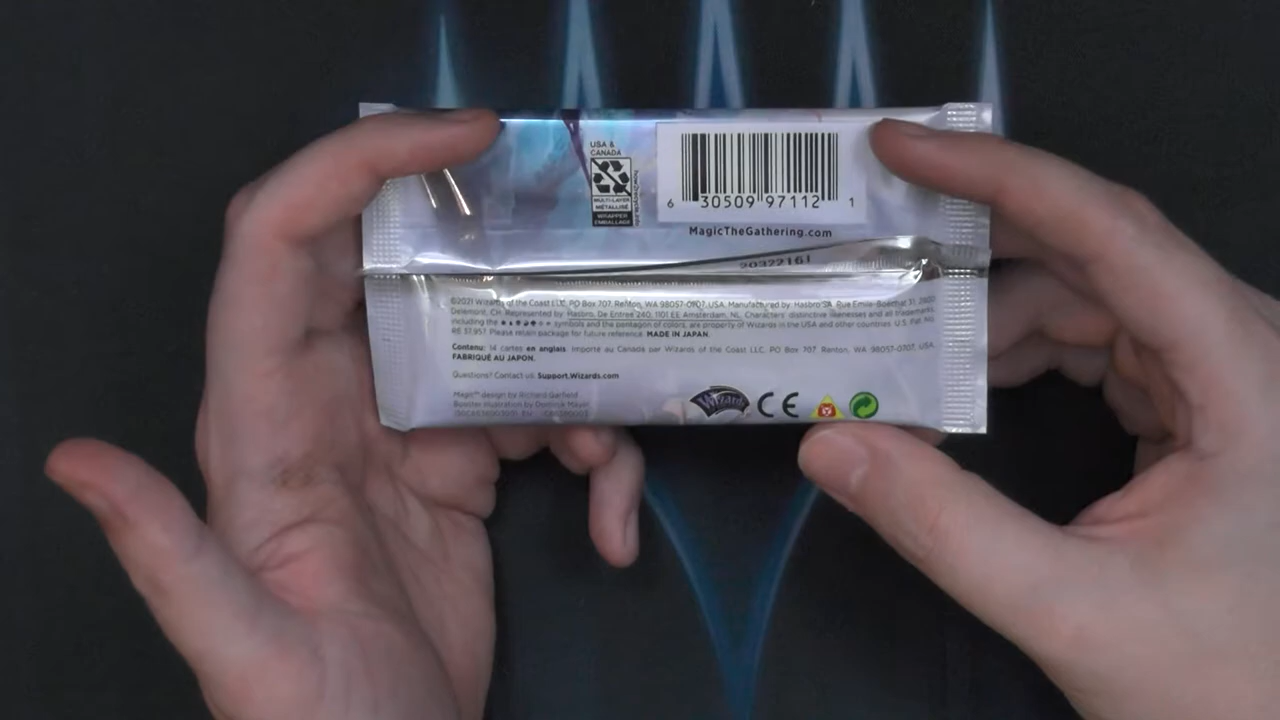 USA &
CANADA
MULTI-LAYER
MÉTALLISÉ
WRAPPER
EMBALLAGE
how2recycle.info
6 30509 97112 1
MagicTheGathering.com
20322161
©2021 Wizards of the Coast LLC, PO Box 707, Renton, WA 98057-0707, USA. Manufactured by: Hasbro SA, Rue Emile-Boéchat 31, 2800
Delémont, CH. Represented by: Hasbro, De Entree 240, 1101 EE Amsterdam, NL. Characters' distinctive likenesses and all trademarks,
including the symbols and the pentagon of colors, are property of Wizards in the USA and other countries. U.S. Pat. No.
RE 37,957. Please retain package for future reference. MADE IN JAPAN.
Contenu: 14 cartes en anglais. Importé au Canada par Wizards of the Coast LLC, PO Box 707, Renton, WA 98057-0707, USA.
FABRIQUÉ AU JAPON.
Questions? Contact us: Support.Wizards.com
Magic™ design by Richard Garfield
Booster illustration by Dominik Mayer
Wizards
CE